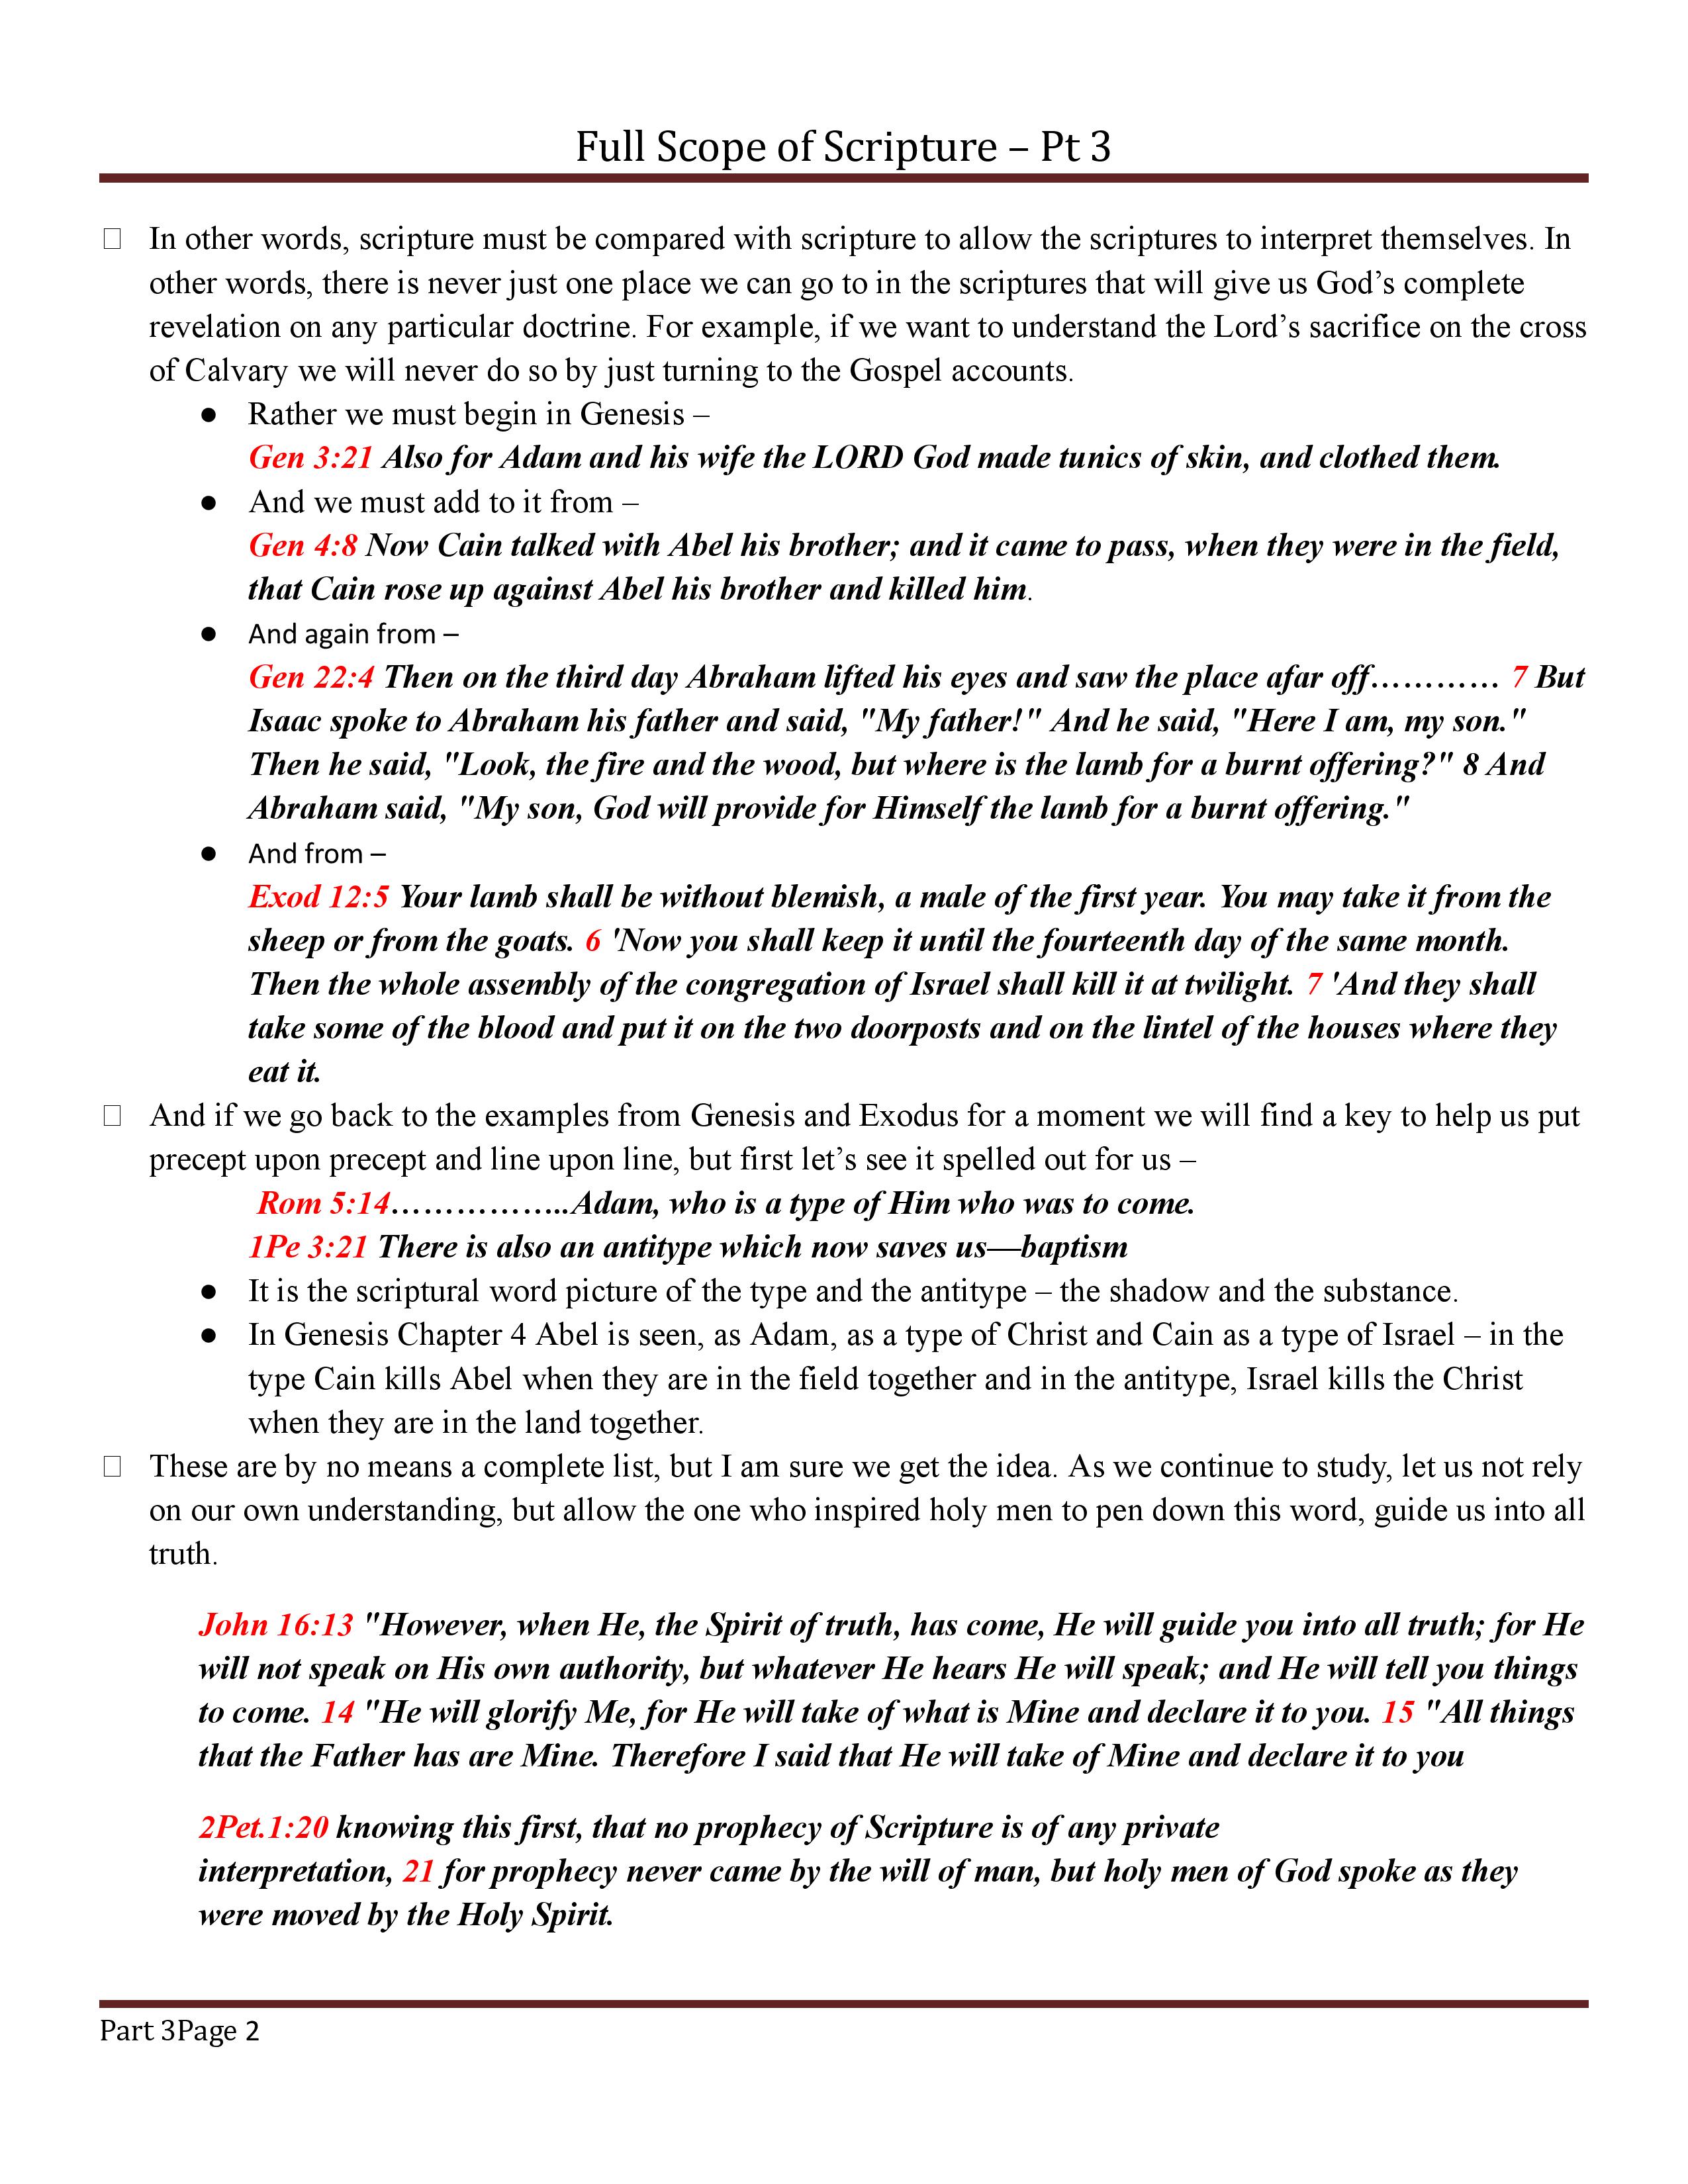 Full Scope of Scripture – Pt 3
In other words, scripture must be compared with scripture to allow the scriptures to interpret themselves. In
other words, there is never just one place we can go to in the scriptures that will give us God’s complete
revelation on any particular doctrine. For example, if we want to understand the Lord’s sacrifice on the cross
of Calvary we will never do so by just turning to the Gospel accounts.
● Rather we must begin in Genesis –
Gen 3:21 Also for Adam and his wife the LORD God made tunics of skin, and clothed them.
● And we must add to it from –
Gen 4:8 Now Cain talked with Abel his brother; and it came to pass, when they were in the field,
that Cain rose up against Abel his brother and killed him.
● And again from –
Gen 22:4 Then on the third day Abraham lifted his eyes and saw the place afar off………… 7 But
Isaac spoke to Abraham his father and said, "My father!" And he said, "Here I am, my son."
Then he said, "Look, the fire and the wood, but where is the lamb for a burnt offering?" 8 And
Abraham said, "My son, God will provide for Himself the lamb for a burnt offering."
● And from –
Exod 12:5 Your lamb shall be without blemish, a male of the first year. You may take it from the
sheep or from the goats. 6 'Now you shall keep it until the fourteenth day of the same month.
Then the whole assembly of the congregation of Israel shall kill it at twilight. 7 'And they shall
take some of the blood and put it on the two doorposts and on the lintel of the houses where they
eat it.
And if we go back to the examples from Genesis and Exodus for a moment we will find a key to help us put
precept upon precept and line upon line, but first let’s see it spelled out for us –
Rom 5:14……………..Adam, who is a type of Him who was to come.
1Pe 3:21 There is also an antitype which now saves us—baptism
● It is the scriptural word picture of the type and the antitype – the shadow and the substance.
● In Genesis Chapter 4 Abel is seen, as Adam, as a type of Christ and Cain as a type of Israel – in the
type Cain kills Abel when they are in the field together and in the antitype, Israel kills the Christ
when they are in the land together.
These are by no means a complete list, but I am sure we get the idea. As we continue to study, let us not rely
on our own understanding, but allow the one who inspired holy men to pen down this word, guide us into all
truth.
John 16:13 "However, when He, the Spirit of truth, has come, He will guide you into all truth; for He
will not speak on His own authority, but whatever He hears He will speak; and He will tell you things
to come. 14 "He will glorify Me, for He will take of what is Mine and declare it to you. 15 "All things
that the Father has are Mine. Therefore I said that He will take of Mine and declare it to you
2Pet.1:20 knowing this first, that no prophecy of Scripture is of any private
interpretation, 21 for prophecy never came by the will of man, but holy men of God spoke as they
were moved by the Holy Spirit.
Part 3Page 2